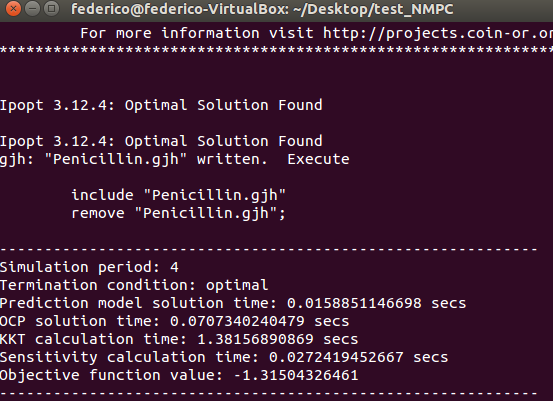 federico@federico-VirtualBox: ~/Desktop/test_NMPC
For more information visit http://projects.coin-or.or
************************************************************
Ipopt 3.12.4: Optimal Solution Found
Ipopt 3.12.4: Optimal Solution Found
gjh: "Penicillin.gjh" written.  Execute
include "Penicillin.gjh"
remove "Penicillin.gjh";
------------------------------------------------------------
Simulation period: 4
Termination condition: optimal
Prediction model solution time: 0.0158851146698 secs
OCP solution time: 0.0707340240479 secs
KKT calculation time: 1.38156890869 secs
Sensitivity calculation time: 0.0272419452667 secs
Objective function value: -1.31504326461
------------------------------------------------------------